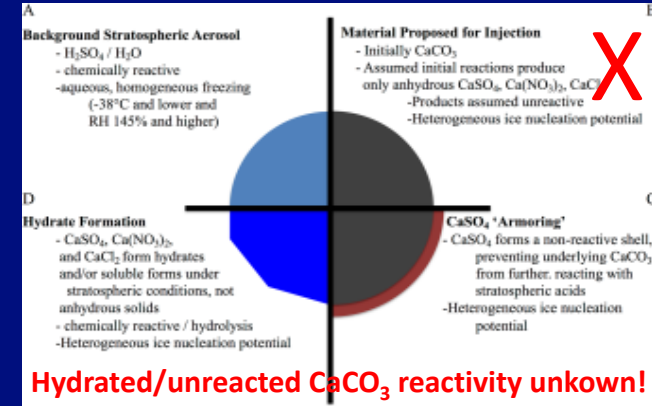 A
Background Stratospheric Aerosol
- H₂SO₄ / H₂O
- chemically reactive
-aqueous, homogeneous freezing
(-38°C and lower and
RH 145% and higher)
Material Proposed for Injection
- Initially CaCO₃
- Assumed initial reactions produce
only anhydrous CaSO₄, Ca(NO₃)₂, CaCl
-Products assumed unreactive
-Heterogeneous ice nucleation potential
X
D
Hydrate Formation
- CaSO₄, Ca(NO₃)₂,
and CaCl₂ form hydrates
and/or soluble forms under
stratospheric conditions, not
anhydrous solids
- chemically reactive / hydrolysis
-Heterogeneous ice nucleation potential
CaSO₄ 'Armoring'
- CaSO₄ forms a non-reactive shell,
preventing underlying CaCO₃
from further. reacting with
stratospheric acids
-Heterogeneous ice nucleation
potential
Hydrated/unreacted CaCO₃ reactivity unkown!